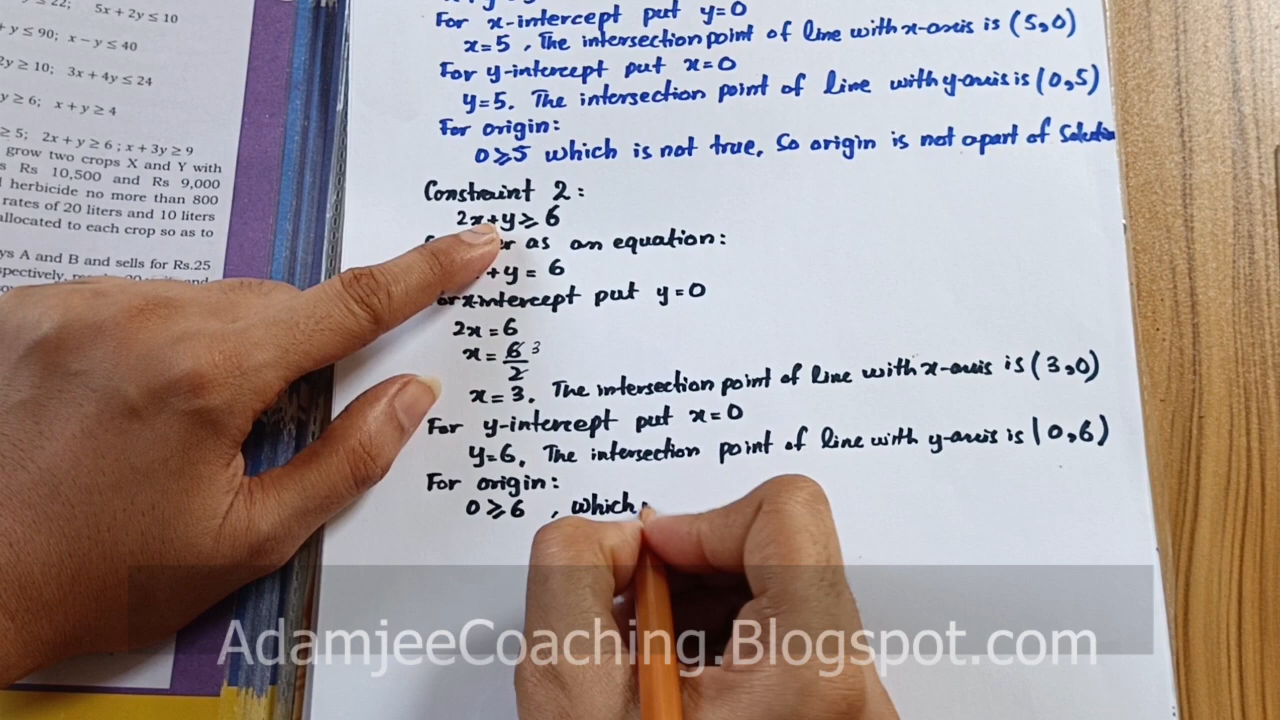 ≤ 22; 5x + 2y ≤ 10
+ y ≤ 90; x − y ≤ 40
2y ≥ 10; 3x + 4y ≤ 24
y ≥ 6; x + y ≥ 4
≥ 5; 2x + y ≥ 6 ; x + 3y ≥ 9
grow two crops X and Y with
Rs 10,500 and Rs 9,000
herbicide no more than 800
rates of 20 liters and 10 liters
allocated to each crop so as to
A and B and sells for Rs.25
For x-intercept put y=0
x=5 , The intersection point of line with x-axis is (5,0)
For y-intercept put x=0
y=5. The intersection point of line with y-axis is (0,5)
For origin:
0≥5 which is not true, So origin is not apart of Solution
Constraint 2:
2x+y≥6
as an equation:
+y = 6
For x-intercept put y=0
2x=6
x= 6/2 3
x=3. The intersection point of line with x-axis is (3,0)
For y-intercept put x=0
y=6. The intersection point of line with y-axis is (0,6)
For origin:
0≥6 , which
AdamjeeCoaching.Blogspot.com